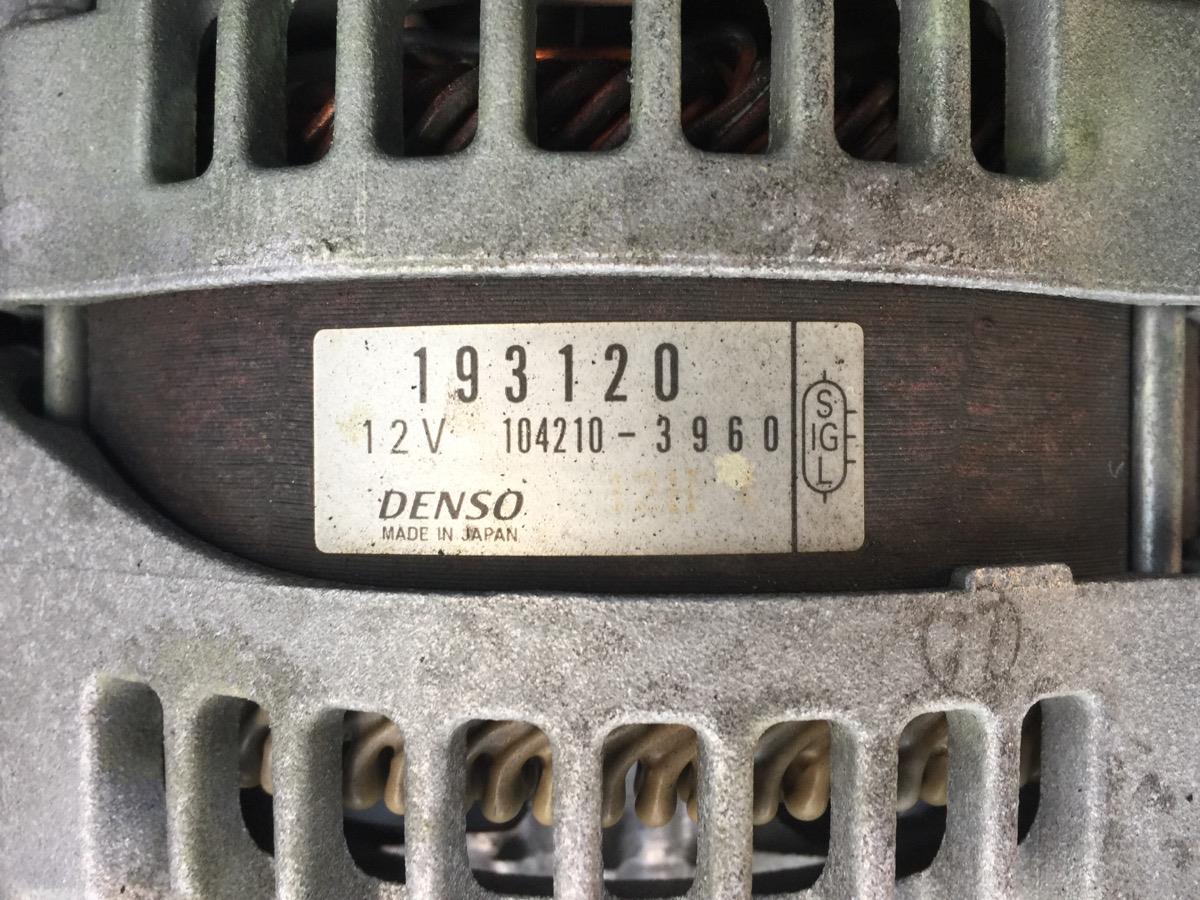 193120
12V 104210-3960
DENSO
MADE IN JAPAN
S
IG
L